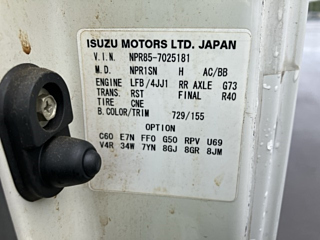 ISUZU MOTORS LTD. JAPAN
V.I.N. NPR85-7025181
M.D. NPR1SN H AC/BB
ENGINE LFB/4JJ1 RR AXLE G73
TRANS. RST FINAL R40
TIRE CNE
B.COLOR/TRIM 729/155
OPTION
C60 E7N FF0 G50 RPV U69
V4R 34W 7YN 8GJ 8GR 8JM